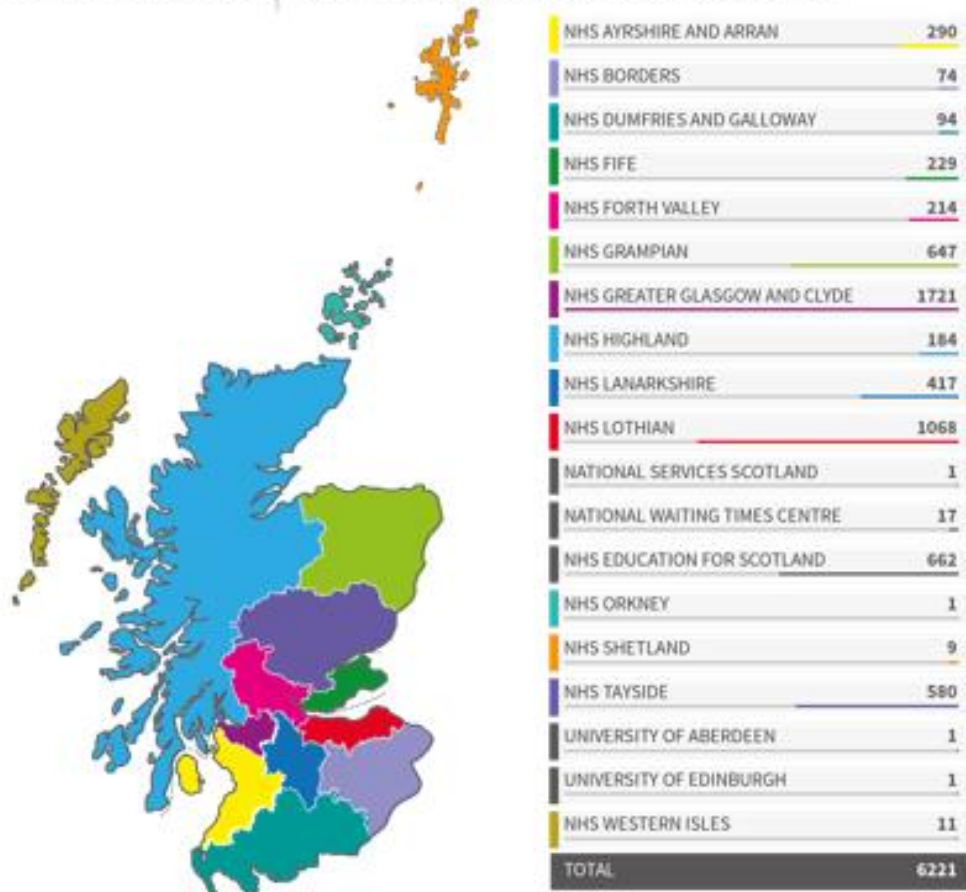 NHS AYRSHIRE AND ARRAN 290
NHS BORDERS 74
NHS DUMFRIES AND GALLOWAY 94
NHS FIFE 229
NHS FORTH VALLEY 214
NHS GRAMPIAN 647
NHS GREATER GLASGOW AND CLYDE 1721
NHS HIGHLAND 184
NHS LANARKSHIRE 417
NHS LOTHIAN 1068
NATIONAL SERVICES SCOTLAND 1
NATIONAL WAITING TIMES CENTRE 17
NHS EDUCATION FOR SCOTLAND 662
NHS ORKNEY 1
NHS SHETLAND 9
NHS TAYSIDE 580
UNIVERSITY OF ABERDEEN 1
UNIVERSITY OF EDINBURGH 1
NHS WESTERN ISLES 11
TOTAL 6221